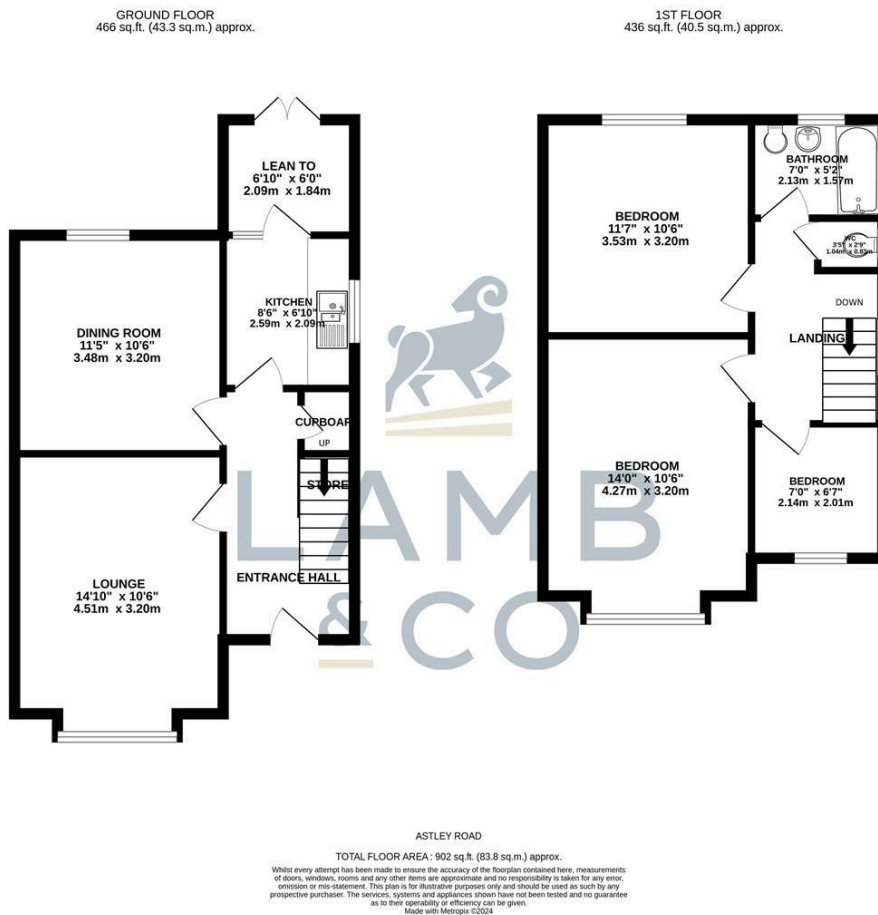 GROUND FLOOR
466 sq.ft. (43.3 sq.m.) approx.
LEAN TO
6'10" x 6'0"
2.09m x 1.84m
KITCHEN
8'6" x 6'10"
2.59m x 2.09m
DINING ROOM
11'5" x 10'6"
3.48m x 3.20m
CUPBOAR
UP
STORE
ENTRANCE HALL
LOUNGE
14'10" x 10'6"
4.51m x 3.20m
1ST FLOOR
436 sq.ft. (40.5 sq.m.) approx.
BATHROOM
7'0" x 5'2"
2.13m x 1.57m
WC
3'5" x 2'9"
1.04m x 0.83m
BEDROOM
11'7" x 10'6"
3.53m x 3.20m
DOWN
LANDING
BEDROOM
14'0" x 10'6"
4.27m x 3.20m
BEDROOM
7'0" x 6'7"
2.14m x 2.01m
LAMB
& CO
ASTLEY ROAD
TOTAL FLOOR AREA : 902 sq.ft. (83.8 sq.m.) approx.
Whilst every attempt has been made to ensure the accuracy of the floorplan contained here, measurements
of doors, windows, rooms and any other items are approximate and no responsibility is taken for any error,
omission or mis-statement. This plan is for illustrative purposes only and should be used as such by any
prospective purchaser. The services, systems and appliances shown have not been tested and no guarantee
as to their operability or efficiency can be given.
Made with Metropix ©2024